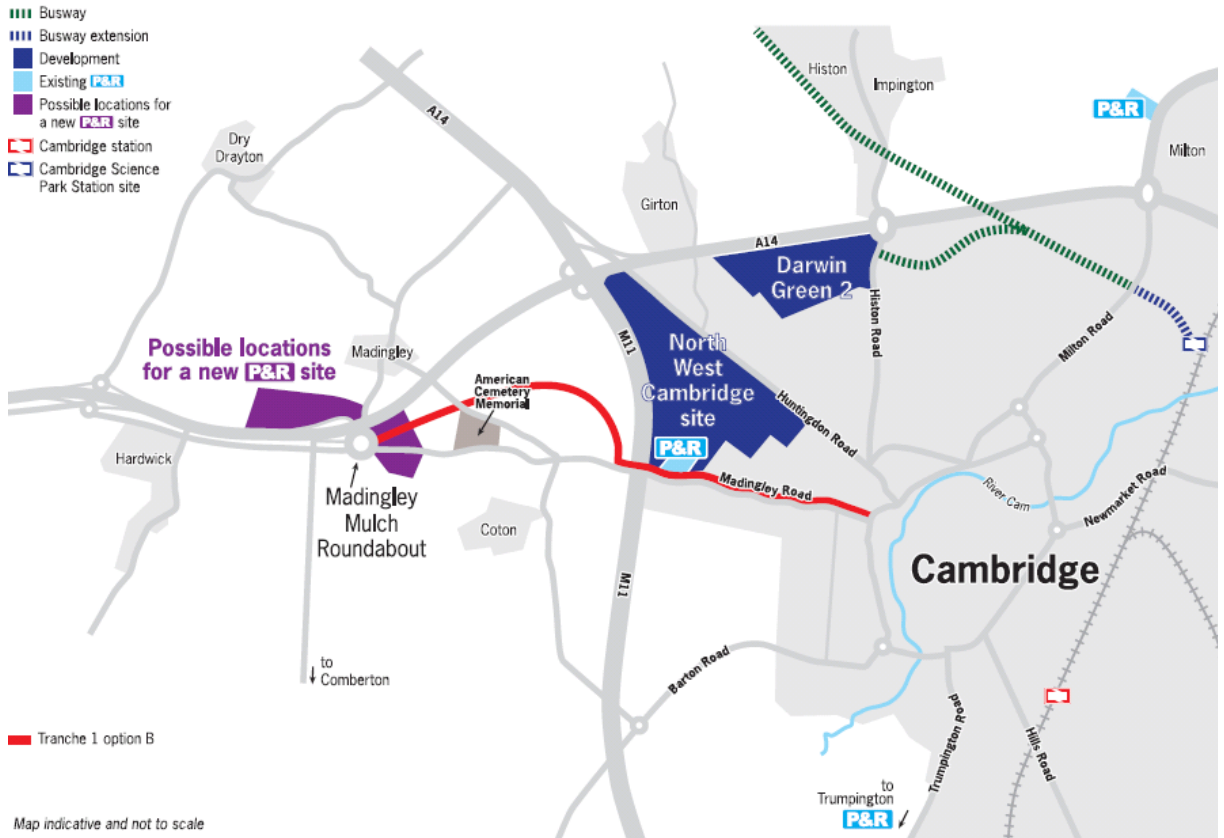 Busway
Busway extension
Development
Existing P&R
Possible locations for
a new P&R site
Cambridge station
Cambridge Science
Park Station site
Histon
Impington
P&R
Milton
A14
Dry
Drayton
Girton
A14
Darwin
Green 2
Histon Road
Milton Road
M11
North
West
Cambridge
site
P&R
Huntingdon Road
Possible locations
for a new P&R site
Madingley
American
Cemetery
Memorial
Hardwick
Madingley
Mulch
Roundabout
Coton
Madingley Road
River Cam
Newmarket Road
Cambridge
M11
to
Comberton
Barton Road
Trumpington Road
Hills Road
Tranche 1 option B
to
Trumpington
P&R
Map indicative and not to scale